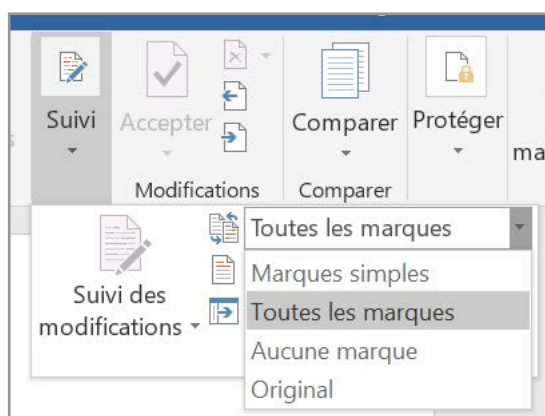 Suivi
Accepter
Comparer
Protéger
ma
Modifications
Comparer
Suivi des
modifications
Toutes les marques
Marques simples
Toutes les marques
Aucune marque
Original